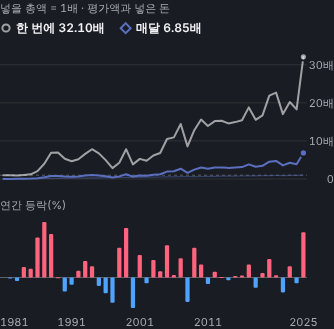 넣을 총액 = 1배 · 평가액과 넣은 돈
한 번에 32.10배 매달 6.85배
30배
20배
10배
0
연간 등락(%)
1981 1991 2001 2011 2025